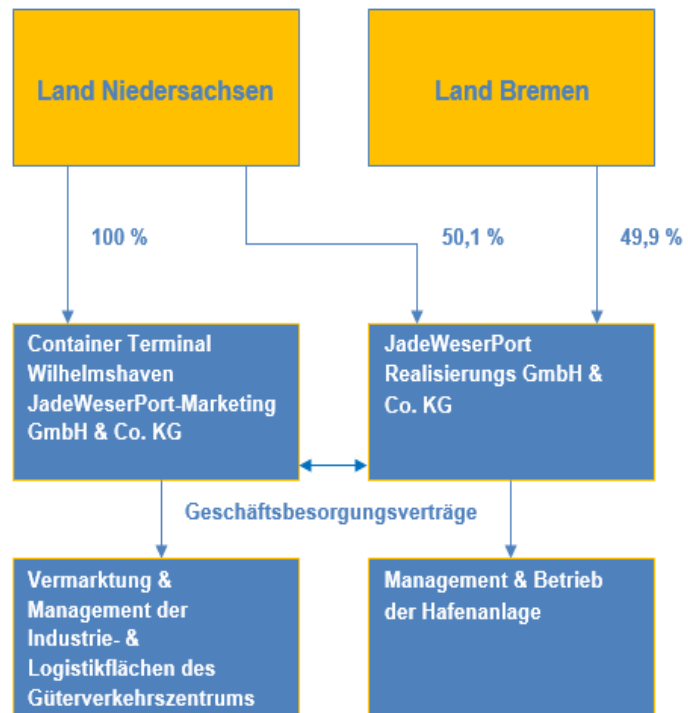 Land Niedersachsen
Land Bremen
100 %
50,1 %
49,9 %
Container Terminal
Wilhelmshaven
JadeWeserPort-Marketing
GmbH & Co. KG
JadeWeserPort
Realisierungs GmbH &
Co. KG
Geschäftsbesorgungsverträge
Vermarktung &
Management der
Industrie- &
Logistikflächen des
Güterverkehrszentrums
Management & Betrieb
der Hafenanlage